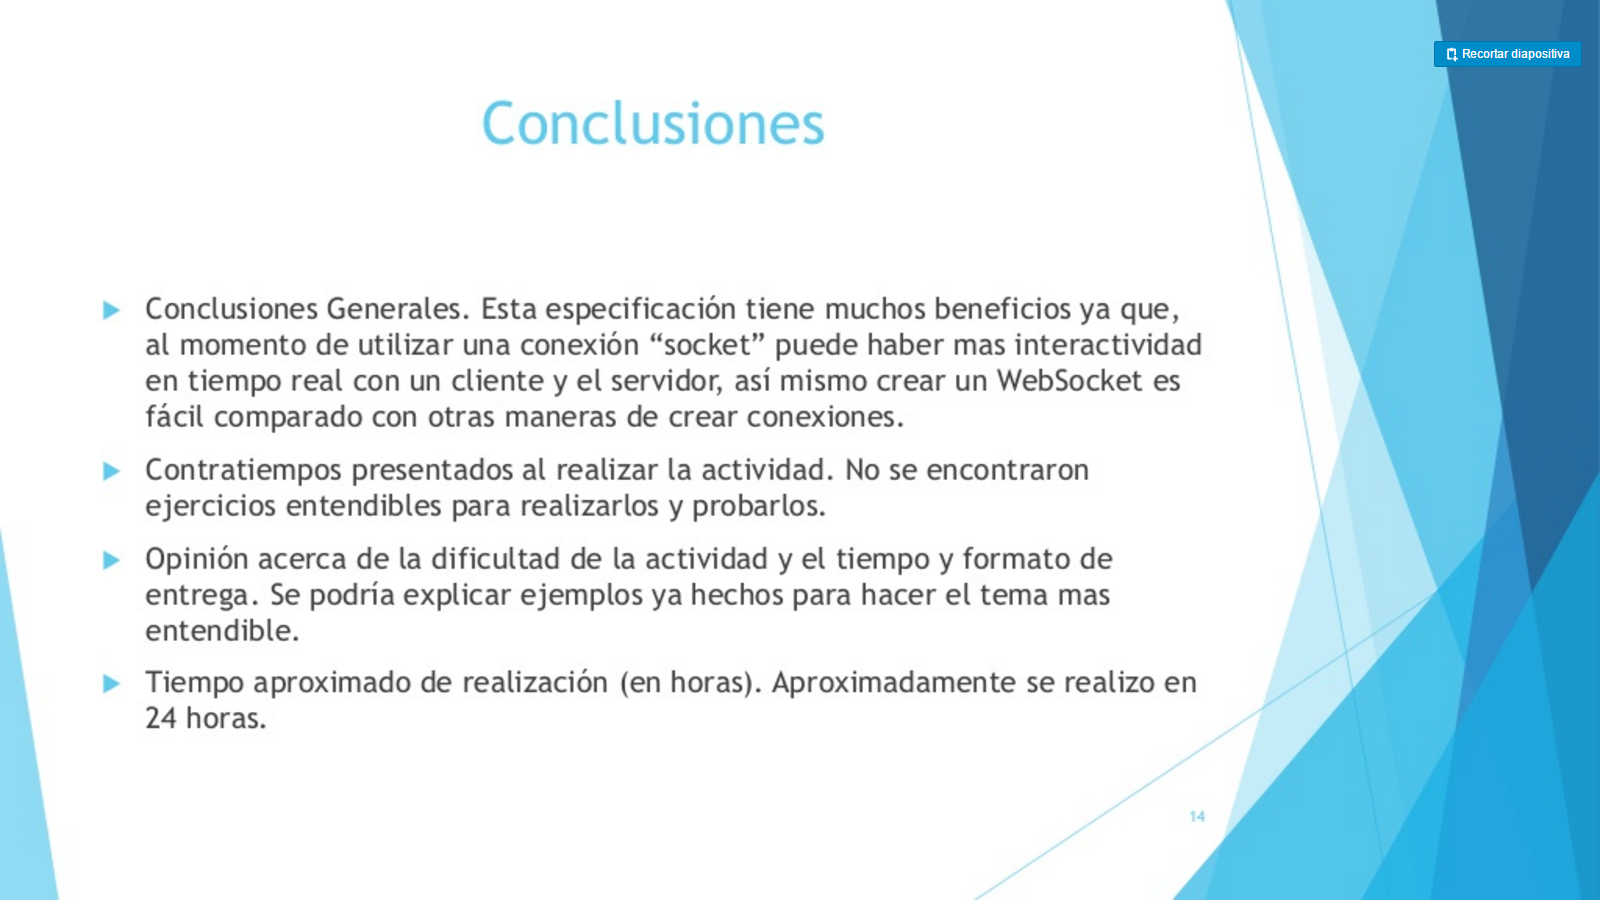 Recortar diapositiva
Conclusiones
Conclusiones Generales. Esta especificación tiene muchos beneficios ya que,
al momento de utilizar una conexión “socket” puede haber mas interactividad
en tiempo real con un cliente y el servidor, así mismo crear un WebSocket es
fácil comparado con otras maneras de crear conexiones.
Contratiempos presentados al realizar la actividad. No se encontraron
ejercicios entendibles para realizarlos y probarlos.
Opinión acerca de la dificultad de la actividad y el tiempo y formato de
entrega. Se podría explicar ejemplos ya hechos para hacer el tema mas
entendible.
Tiempo aproximado de realización (en horas). Aproximadamente se realizo en
24 horas.
14